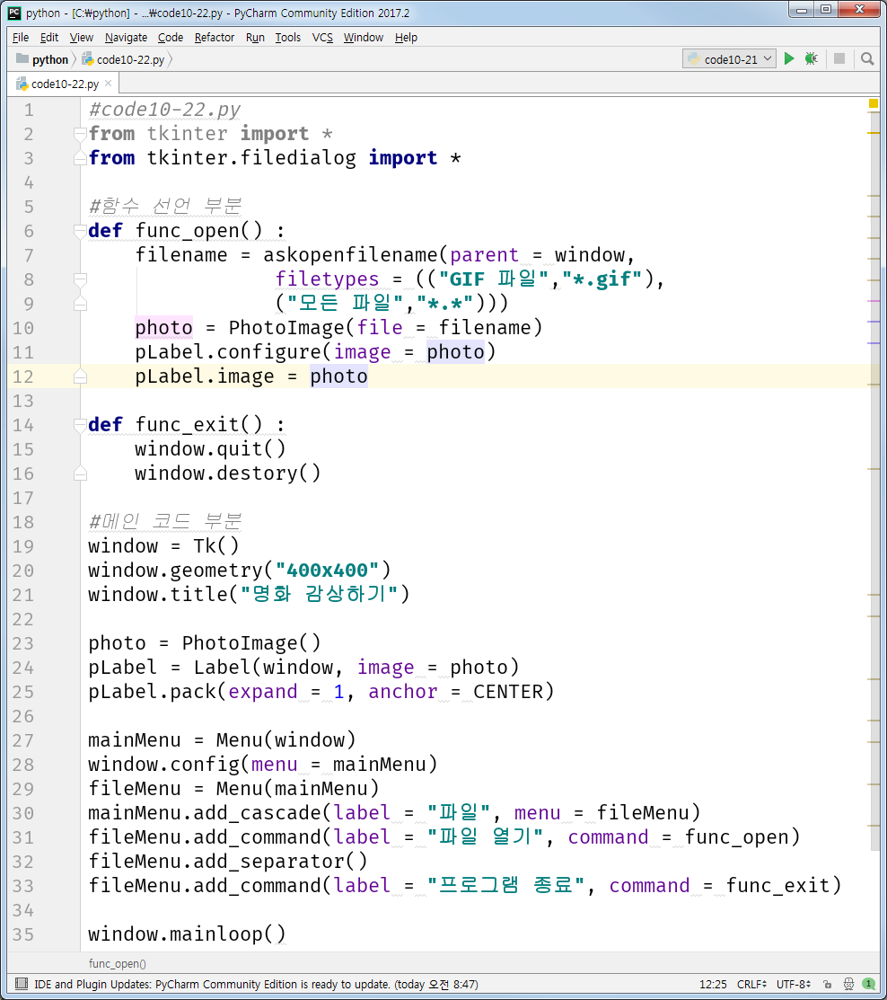 python - [C:\python] - ...\code10-22.py - PyCharm Community Edition 2017.2
File Edit View Navigate Code Refactor Run Tools VCS Window Help
python code10-22.py code10-21
code10-22.py
1 #code10-22.py
2 from tkinter import *
3 from tkinter.filedialog import *
4
5 #함수 선언 부분
6 def func_open() :
7 filename = askopenfilename(parent = window,
8 filetypes = (("GIF 파일","*.gif"),
9 ("모든 파일","*.*")))
10 photo = PhotoImage(file = filename)
11 pLabel.configure(image = photo)
12 pLabel.image = photo
13
14 def func_exit() :
15 window.quit()
16 window.destory()
17
18 #메인 코드 부분
19 window = Tk()
20 window.geometry("400x400")
21 window.title("명화 감상하기")
22
23 photo = PhotoImage()
24 pLabel = Label(window, image = photo)
25 pLabel.pack(expand = 1, anchor = CENTER)
26
27 mainMenu = Menu(window)
28 window.config(menu = mainMenu)
29 fileMenu = Menu(mainMenu)
30 mainMenu.add_cascade(label = "파일", menu = fileMenu)
31 fileMenu.add_command(label = "파일 열기", command = func_open)
32 fileMenu.add_separator()
33 fileMenu.add_command(label = "프로그램 종료", command = func_exit)
34
35 window.mainloop()
func_open()
IDE and Plugin Updates: PyCharm Community Edition is ready to update. (today 오전 8:47) 12:25 CRLF UTF-8 1